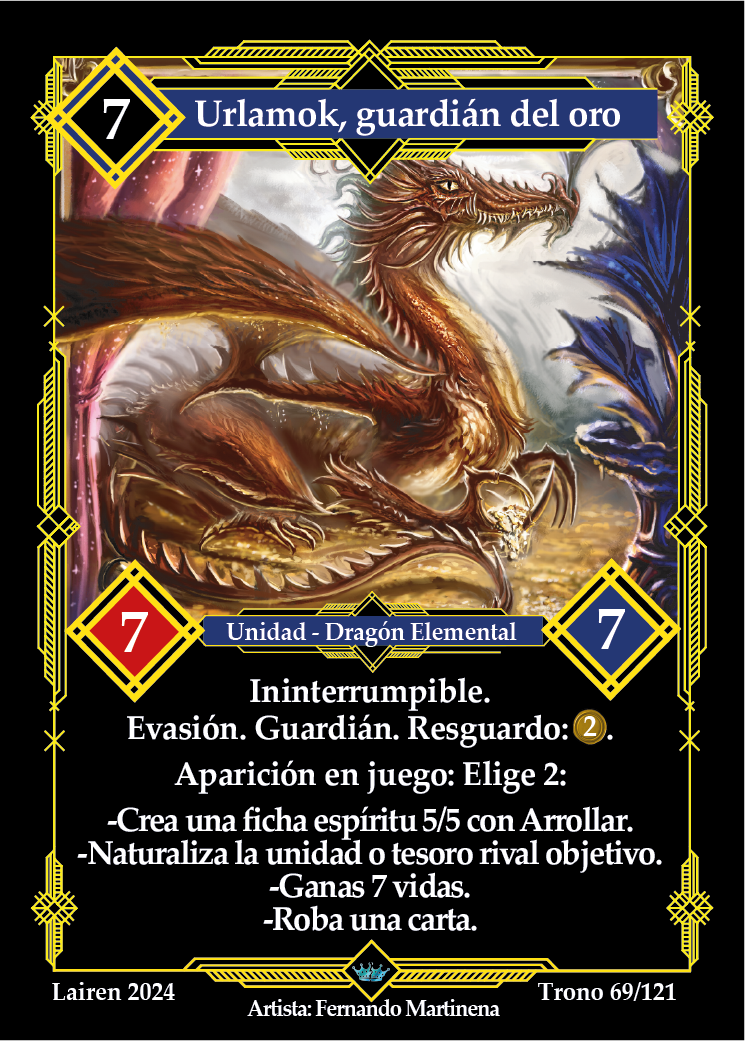 7
Urlamok, guardián del oro
7
Unidad - Dragón Elemental
7
Ininterrumpible.
Evasión. Guardián. Resguardo: 2.
Aparición en juego: Elige 2:
-Crea una ficha espíritu 5/5 con Arrollar.
-Naturaliza la unidad o tesoro rival objetivo.
-Ganas 7 vidas.
-Roba una carta.
Lairen 2024
Artista: Fernando Martinena
Trono 69/121